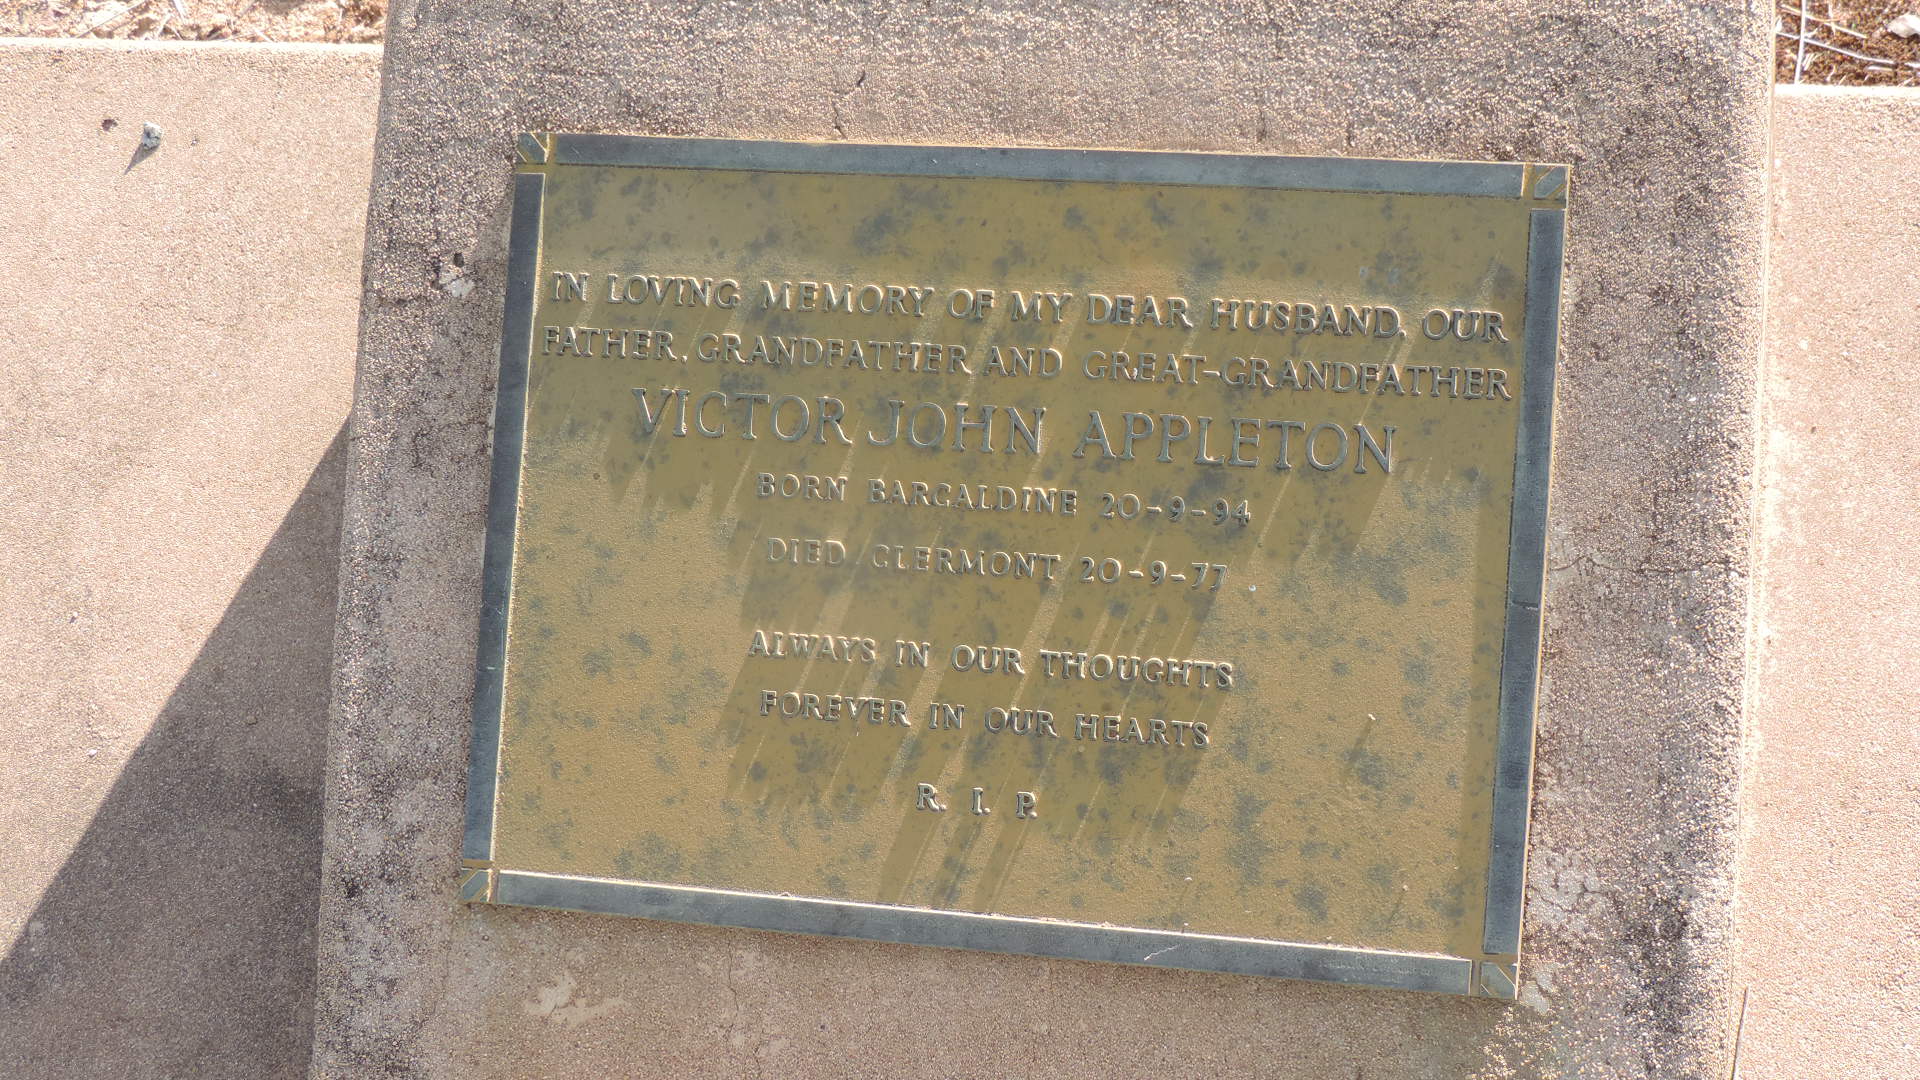 IN LOVING MEMORY OF MY DEAR HUSBAND, OUR
FATHER, GRANDFATHER AND GREAT-GRANDFATHER
VICTOR JOHN APPLETON
BORN BARCALDINE 20-9-94
DIED CLERMONT 20-9-77
ALWAYS IN OUR THOUGHTS
FOREVER IN OUR HEARTS
R. I. P.